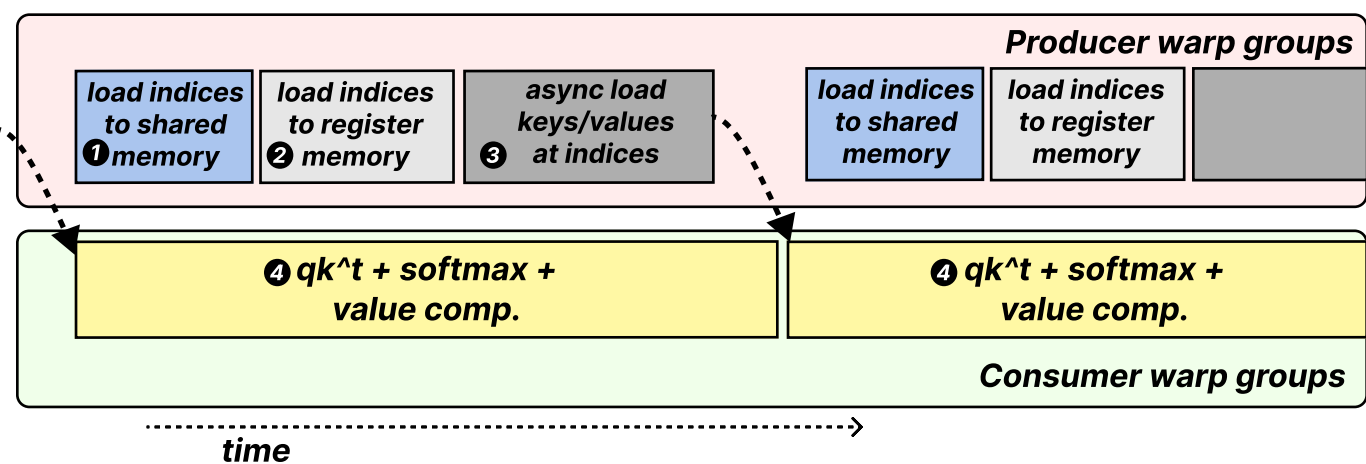 Producer warp groups
load indices
to shared
❶ memory
load indices
to register
❷ memory
async load
keys/values
❸ at indices
load indices
to shared
memory
load indices
to register
memory
❹ qk^t + softmax +
value comp.
❹ qk^t + softmax +
value comp.
Consumer warp groups
time